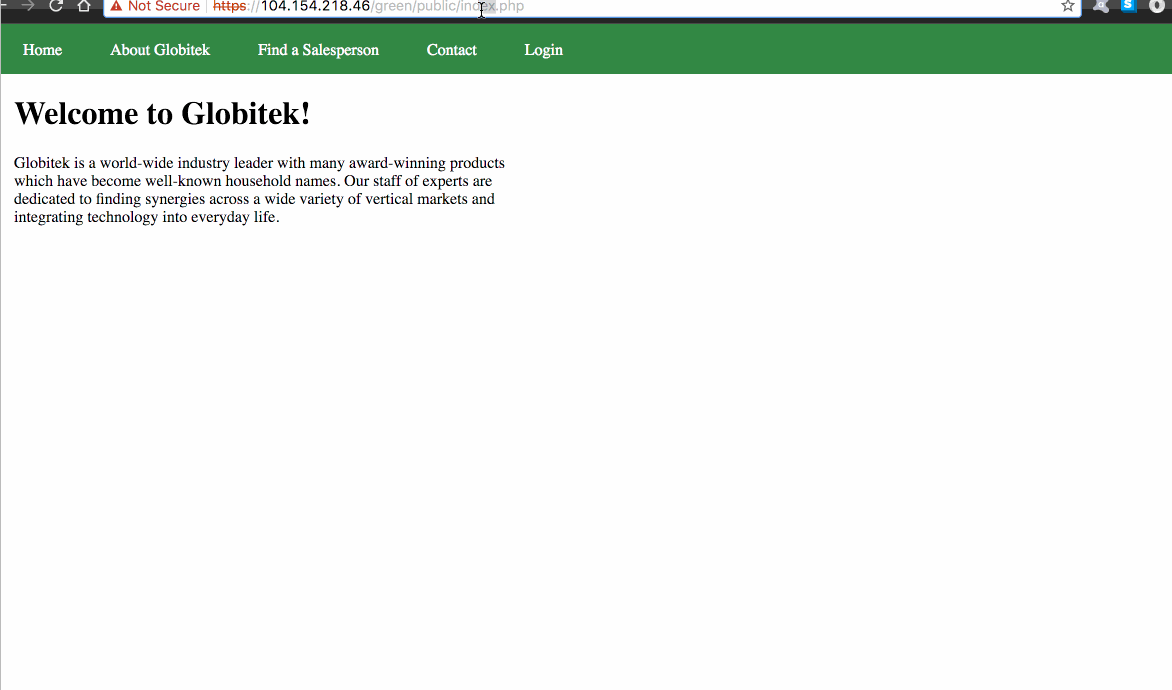 Not Secure | https://104.154.218.46/green/public/index.php
Home About Globitek Find a Salesperson Contact Login
Welcome to Globitek!
Globitek is a world-wide industry leader with many award-winning products
which have become well-known household names. Our staff of experts are
dedicated to finding synergies across a wide variety of vertical markets and
integrating technology into everyday life.